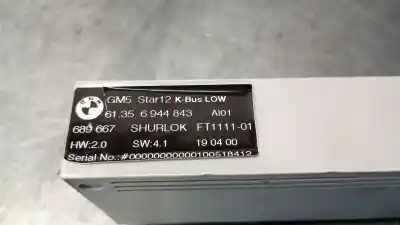 GM5 Star12 K-Bus LOW
61.35 6 944 843 AI01
689 667 SHURLOK FT1111-01
HW:2.0 SW:4.1 19 04 00
Serial No.:#00000000000100518412